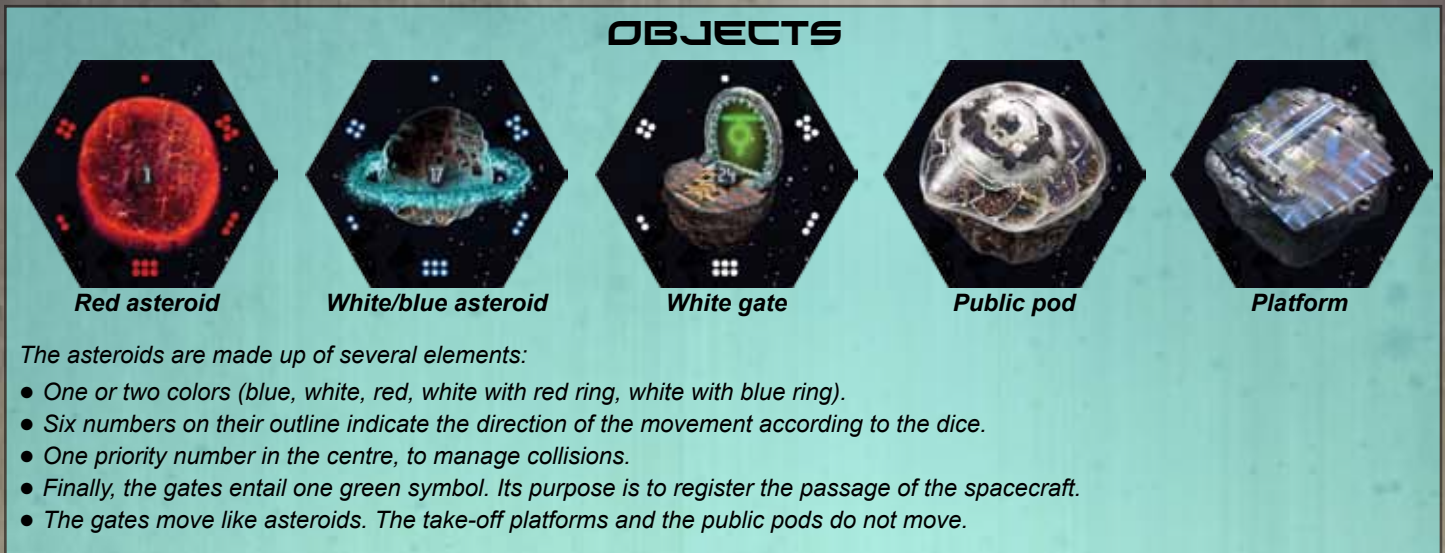 OBJECTS
1
17
24
Red asteroid
White/blue asteroid
White gate
Public pod
Platform
The asteroids are made up of several elements:
● One or two colors (blue, white, red, white with red ring, white with blue ring).
● Six numbers on their outline indicate the direction of the movement according to the dice.
● One priority number in the centre, to manage collisions.
● Finally, the gates entail one green symbol. Its purpose is to register the passage of the spacecraft.
● The gates move like asteroids. The take-off platforms and the public pods do not move.